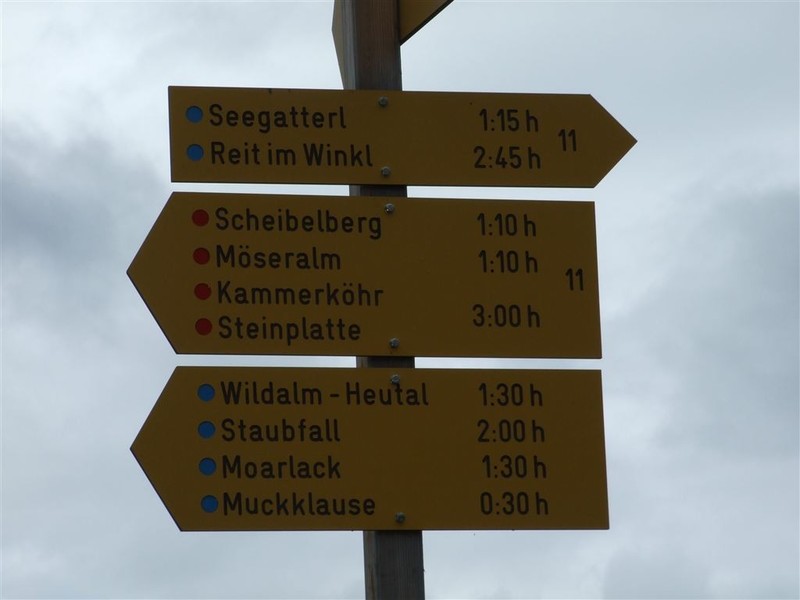 Seegatterl 1:15 h
Reit im Winkl 2:45 h
11
Scheibelberg 1:10 h
Möseralm 1:10 h
Kammerköhr
Steinplatte 3:00 h
11
Wildalm - Heutal 1:30 h
Staubfall 2:00 h
Moarlack 1:30 h
Muckklause 0:30 h